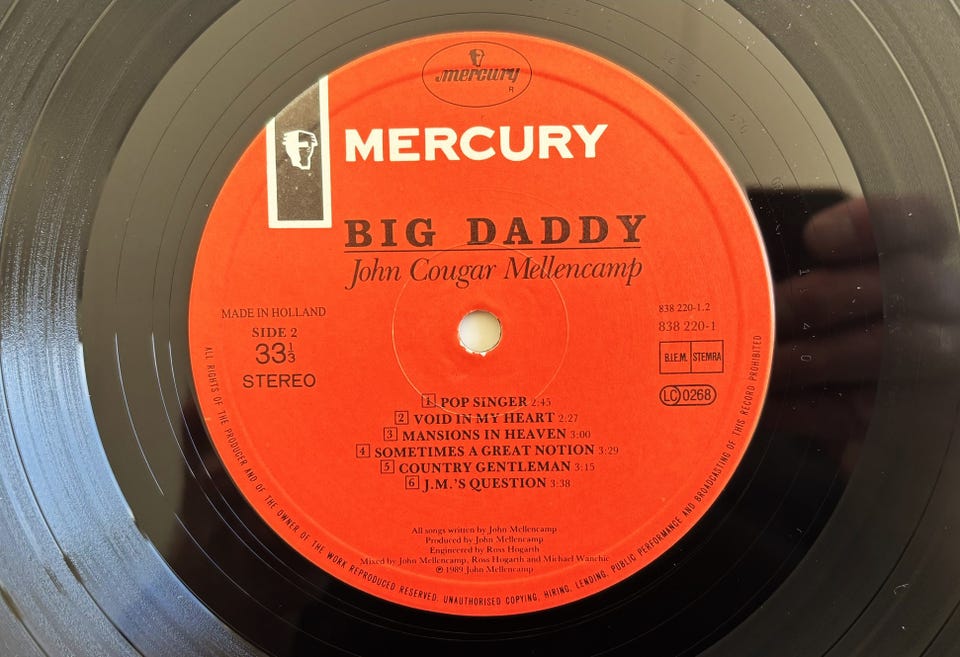 mercury
R
MERCURY
BIG DADDY
John Cougar Mellencamp
MADE IN HOLLAND
SIDE 2
33⅓
STEREO
838 220-1.2
838 220-1
B.I.E.M. STEMRA
LC 0268
1 POP SINGER 2:45
2 VOID IN MY HEART 2:27
3 MANSIONS IN HEAVEN 3:00
4 SOMETIMES A GREAT NOTION 3:29
5 COUNTRY GENTLEMAN 3:15
6 J.M.'S QUESTION 3:38
All songs written by John Mellencamp
Produced by John Mellencamp
Engineered by Ross Hogarth
Mixed by John Mellencamp, Ross Hogarth and Michael Wanchic
℗ 1989 John Mellencamp
ALL RIGHTS OF THE PRODUCER AND OF THE OWNER OF THE WORK REPRODUCED RESERVED. UNAUTHORISED COPYING, HIRING, LENDING, PUBLIC PERFORMANCE AND BROADCASTING OF THIS RECORD PROHIBITED